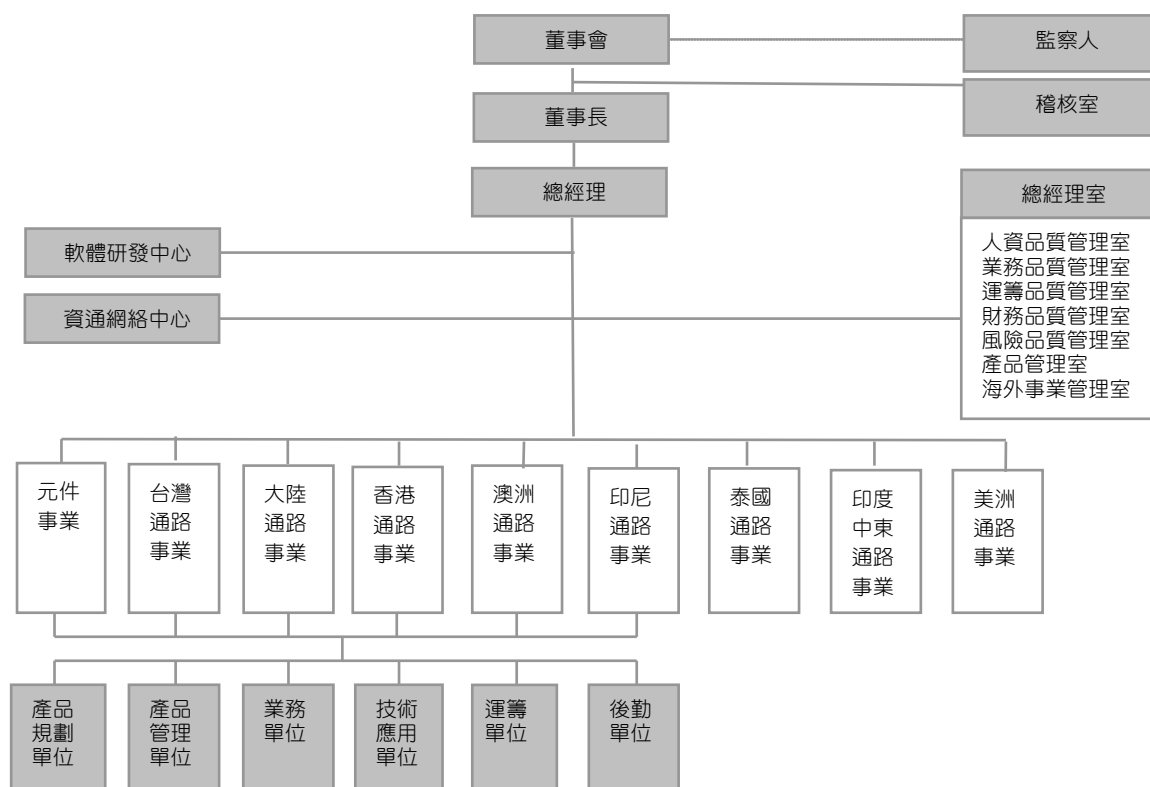 董事會
監察人
稽核室
董事長
總經理
總經理室
人資品質管理室
業務品質管理室
運籌品質管理室
財務品質管理室
風險品質管理室
產品管理室
海外事業管理室
軟體研發中心
資通網絡中心
元件
事業
台灣
通路
事業
大陸
通路
事業
香港
通路
事業
澳洲
通路
事業
印尼
通路
事業
泰國
通路
事業
印度
中東
通路
事業
美洲
通路
事業
產品
規劃
單位
產品
管理
單位
業務
單位
技術
應用
單位
運籌
單位
後勤
單位